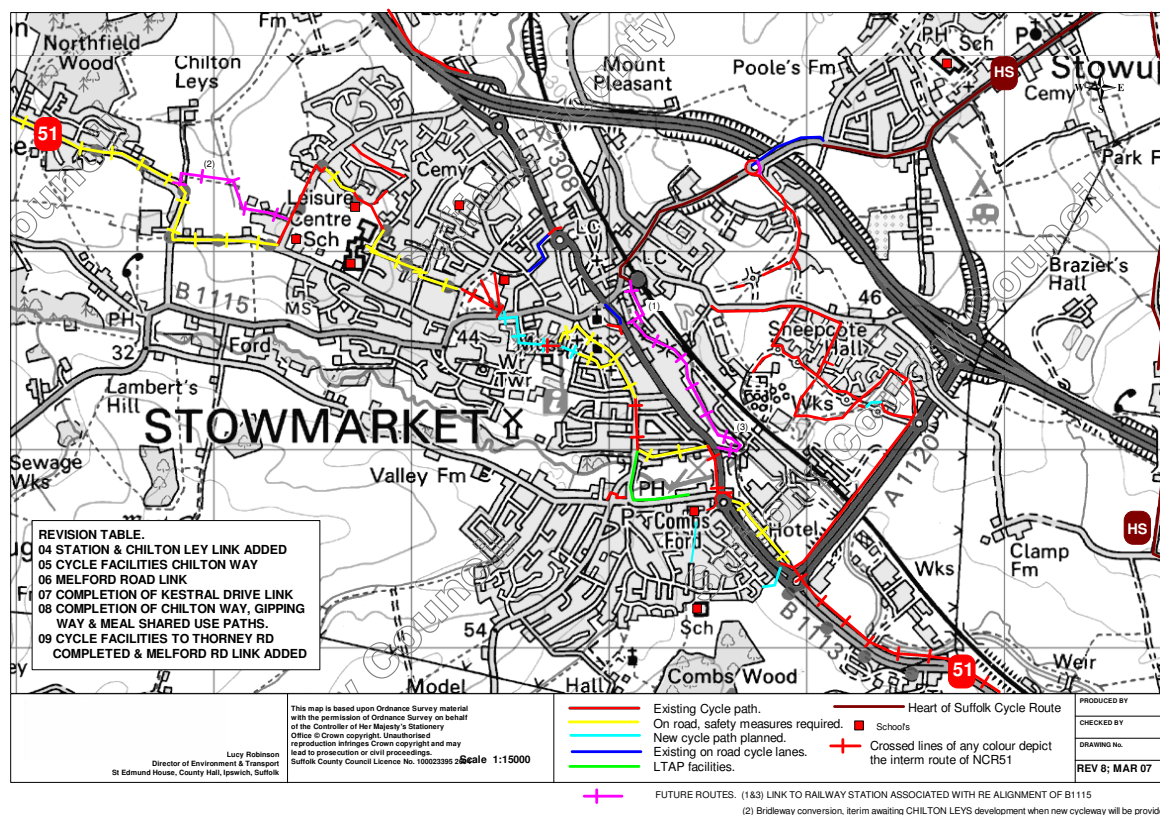 Northfield
Wood
Chilton
Leys
Fm
Mount
Pleasant
Poole's Fm
PH
Sch
P
HS
Stowup
Cemy
W
E
51
(2)
Cemy
A1308
Park F
Leisure
Centre
Sch
LC
LC
Brazier's
Hall
B 1115
Ms
PH
(1)
46
Sheepcote
Hall
32
Ford
44
Wr
Twr
Lambert's
Hill
Wks
STOWMARKET
(3)
A1120
Sewage
Wks
Valley Fm
PH
P
Combs
Ford
Hotel
HS
Clamp
Fm
Wks
B 1113
Sch
54
51
Weir
Model
Hall
Combs Wood
County
Council
REVISION TABLE.
04 STATION & CHILTON LEY LINK ADDED
05 CYCLE FACILITIES CHILTON WAY
06 MELFORD ROAD LINK
07 COMPLETION OF KESTRAL DRIVE LINK
08 COMPLETION OF CHILTON WAY, GIPPING
WAY & MEAL SHARED USE PATHS.
09 CYCLE FACILITIES TO THORNEY RD
COMPLETED & MELFORD RD LINK ADDED
Lucy Robinson
Director of Environment & Transport
St Edmund House, County Hall, Ipswich, Suffolk
This map is based upon Ordnance Survey material
with the permission of Ordnance Survey on behalf
of the Controller of Her Majesty's Stationery
Office © Crown copyright. Unauthorised
reproduction infringes Crown copyright and may
lead to prosecution or civil proceedings.
Suffolk County Council Licence No. 100023395
Scale 1:15000
Existing Cycle path.
On road, safety measures required.
New cycle path planned.
Existing on road cycle lanes.
LTAP facilities.
Heart of Suffolk Cycle Route
School's
Crossed lines of any colour depict
the interm route of NCR51
PRODUCED BY
CHECKED BY
DRAWING No.
REV 8; MAR 07
FUTURE ROUTES. (1&3) LINK TO RAILWAY STATION ASSOCIATED WITH RE ALIGNMENT OF B1115
(2) Bridleway conversion, iterim awaiting CHILTON LEYS development when new cycleway will be provide